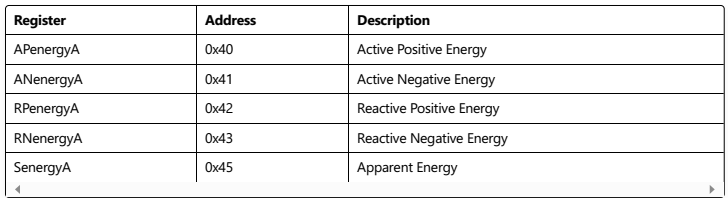 Register Address Description
APenergyA 0x40 Active Positive Energy
ANenergyA 0x41 Active Negative Energy
RPenergyA 0x42 Reactive Positive Energy
RNenergyA 0x43 Reactive Negative Energy
SenergyA 0x45 Apparent Energy